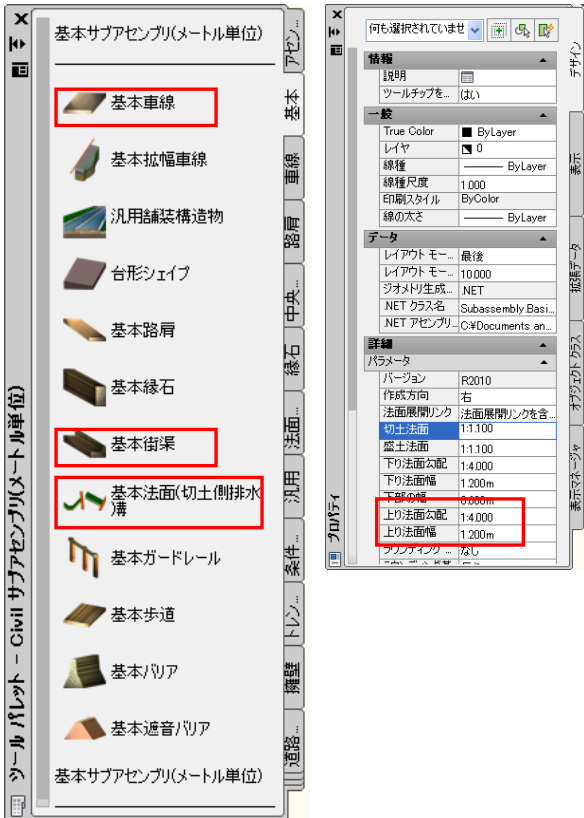 基本サブアセンブリ(メートル単位)
基本車線
基本拡幅車線
汎用舗装構造物
台形シェイプ
基本路肩
基本縁石
基本街渠
基本法面(切土側排水
)溝
基本ガードレール
基本歩道
基本バリア
基本遮音バリア
基本サブアセンブリ(メートル単位)
ツール パレット - Civil サブアセンブリ(メートル単位)
アセン...
基本
車線
路肩
中央...
縁石
法面...
汎用
条件...
トレン...
擁壁
道路...
何も選択されていませ
情報
説明
ツールチップを... はい
一般
True Color ByLayer
レイヤ 0
線種 ByLayer
線種尺度 1.000
印刷スタイル ByColor
線の太さ ByLayer
データ
レイアウト モー... 最後
レイアウト モー... 10.000
ジオメトリ生成... .NET
.NET クラス名 Subassembly.Basi...
.NET アセンブリ... C:¥Documents an...
詳細
パラメータ
バージョン R2010
作成方向 右
法面展開リンク 法面展開リンクを含...
切土法面 1:1.100
盛土法面 1:1.100
下り法面勾配 1:4.000
下り法面幅 1.200m
下部の幅 0.600m
上り法面勾配 1:4.000
上り法面幅 1.200m
ラウンディング ... なし
プロパティ
デザイン
表示
拡張データ
オブジェクト クラス
表示マネージャ